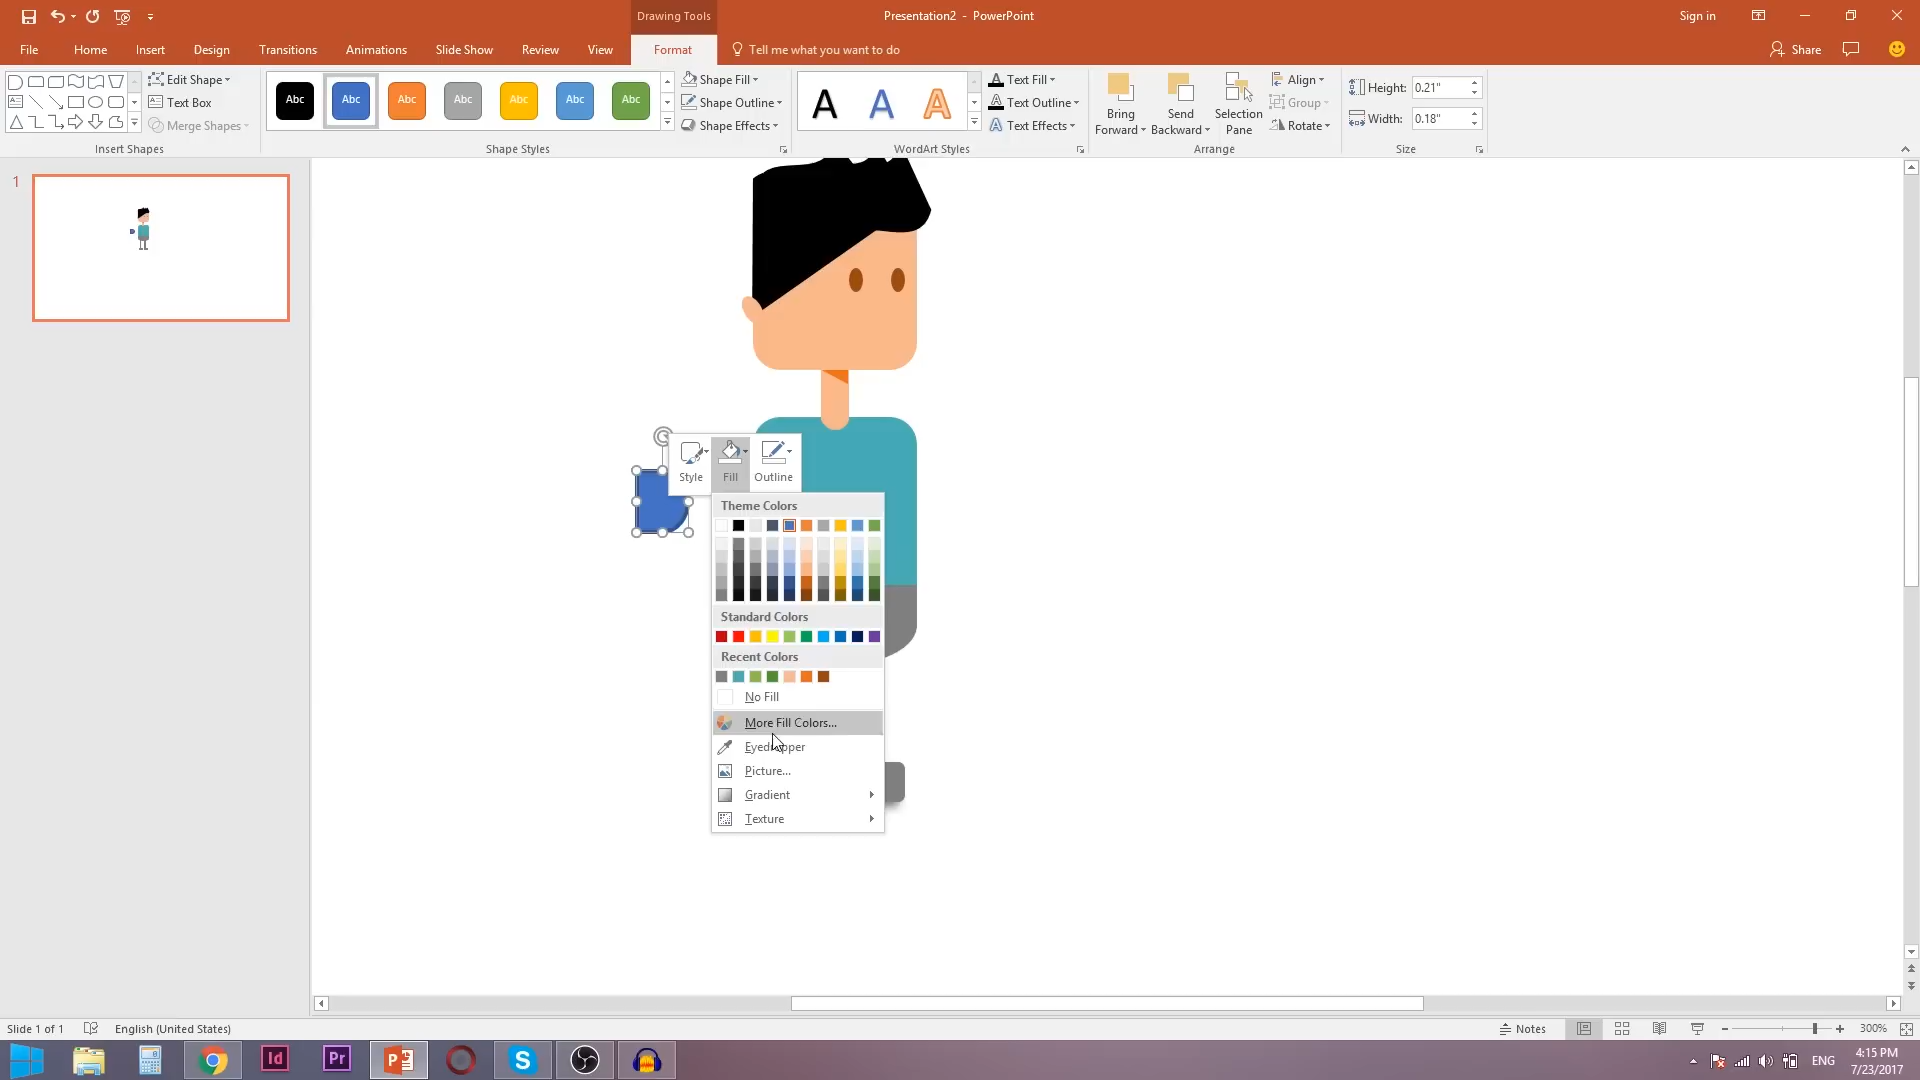 Drawing Tools
Presentation2 - PowerPoint
Sign in
File Home Insert Design Transitions Animations Slide Show Review View Format Tell me what you want to do
Share
Edit Shape
Text Box
Merge Shapes
Insert Shapes
Abc Abc Abc Abc Abc Abc Abc
Shape Styles
Shape Fill
Shape Outline
Shape Effects
A A A
WordArt Styles
Text Fill
Text Outline
Text Effects
Bring Forward
Send Backward
Selection Pane
Align
Group
Rotate
Arrange
Height: 0.21"
Width: 0.18"
Size
1
Style Fill Outline
Theme Colors
Standard Colors
Recent Colors
No Fill
More Fill Colors...
Eyedropper
Picture...
Gradient
Texture
Slide 1 of 1
English (United States)
Notes
300%
Id
Pr
ENG
4:15 PM
7/23/2017